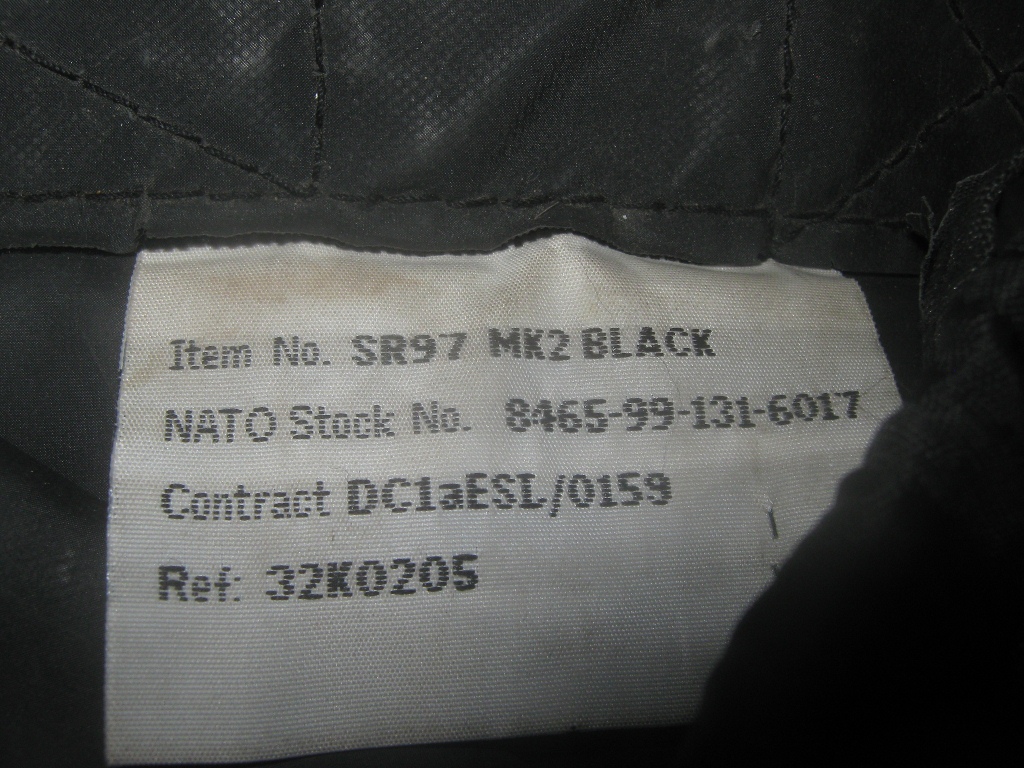 Item No. SR97 MK2 BLACK
NATO Stock No. 8465-99-131-6017
Contract DC1aESL/0159
Ref: 32K0205